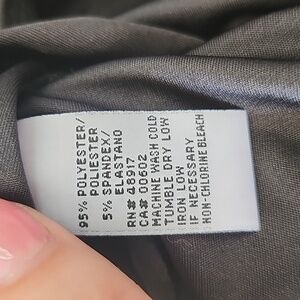 95% POLYESTER/
POLIESTER
5% SPANDEX/
ELASTANO
RN# 48917
CA# 00602
MACHINE WASH COLD
TUMBLE DRY LOW
IRON LOW
IF NECESSARY
NON-CHLORINE BLEACH